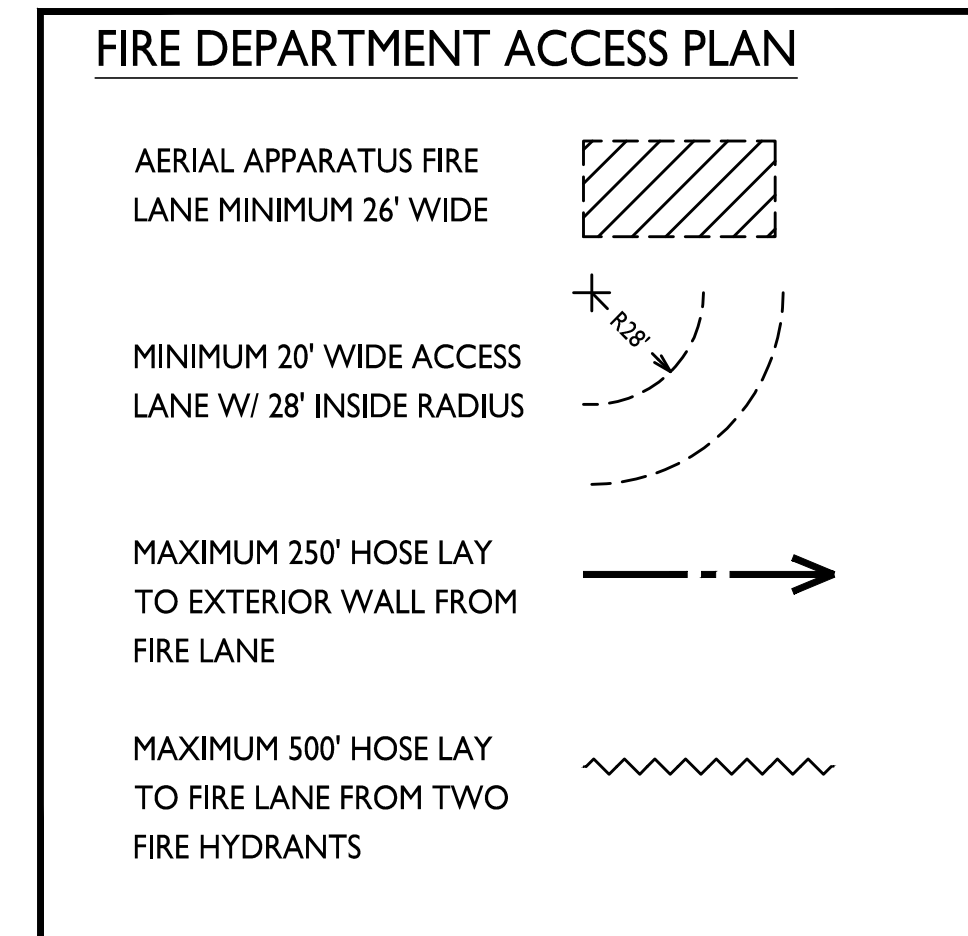 FIRE DEPARTMENT ACCESS PLAN
AERIAL APPARATUS FIRE
LANE MINIMUM 26' WIDE
R28'
MINIMUM 20' WIDE ACCESS
LANE W/ 28' INSIDE RADIUS
MAXIMUM 250' HOSE LAY
TO EXTERIOR WALL FROM
FIRE LANE
MAXIMUM 500' HOSE LAY
TO FIRE LANE FROM TWO
FIRE HYDRANTS